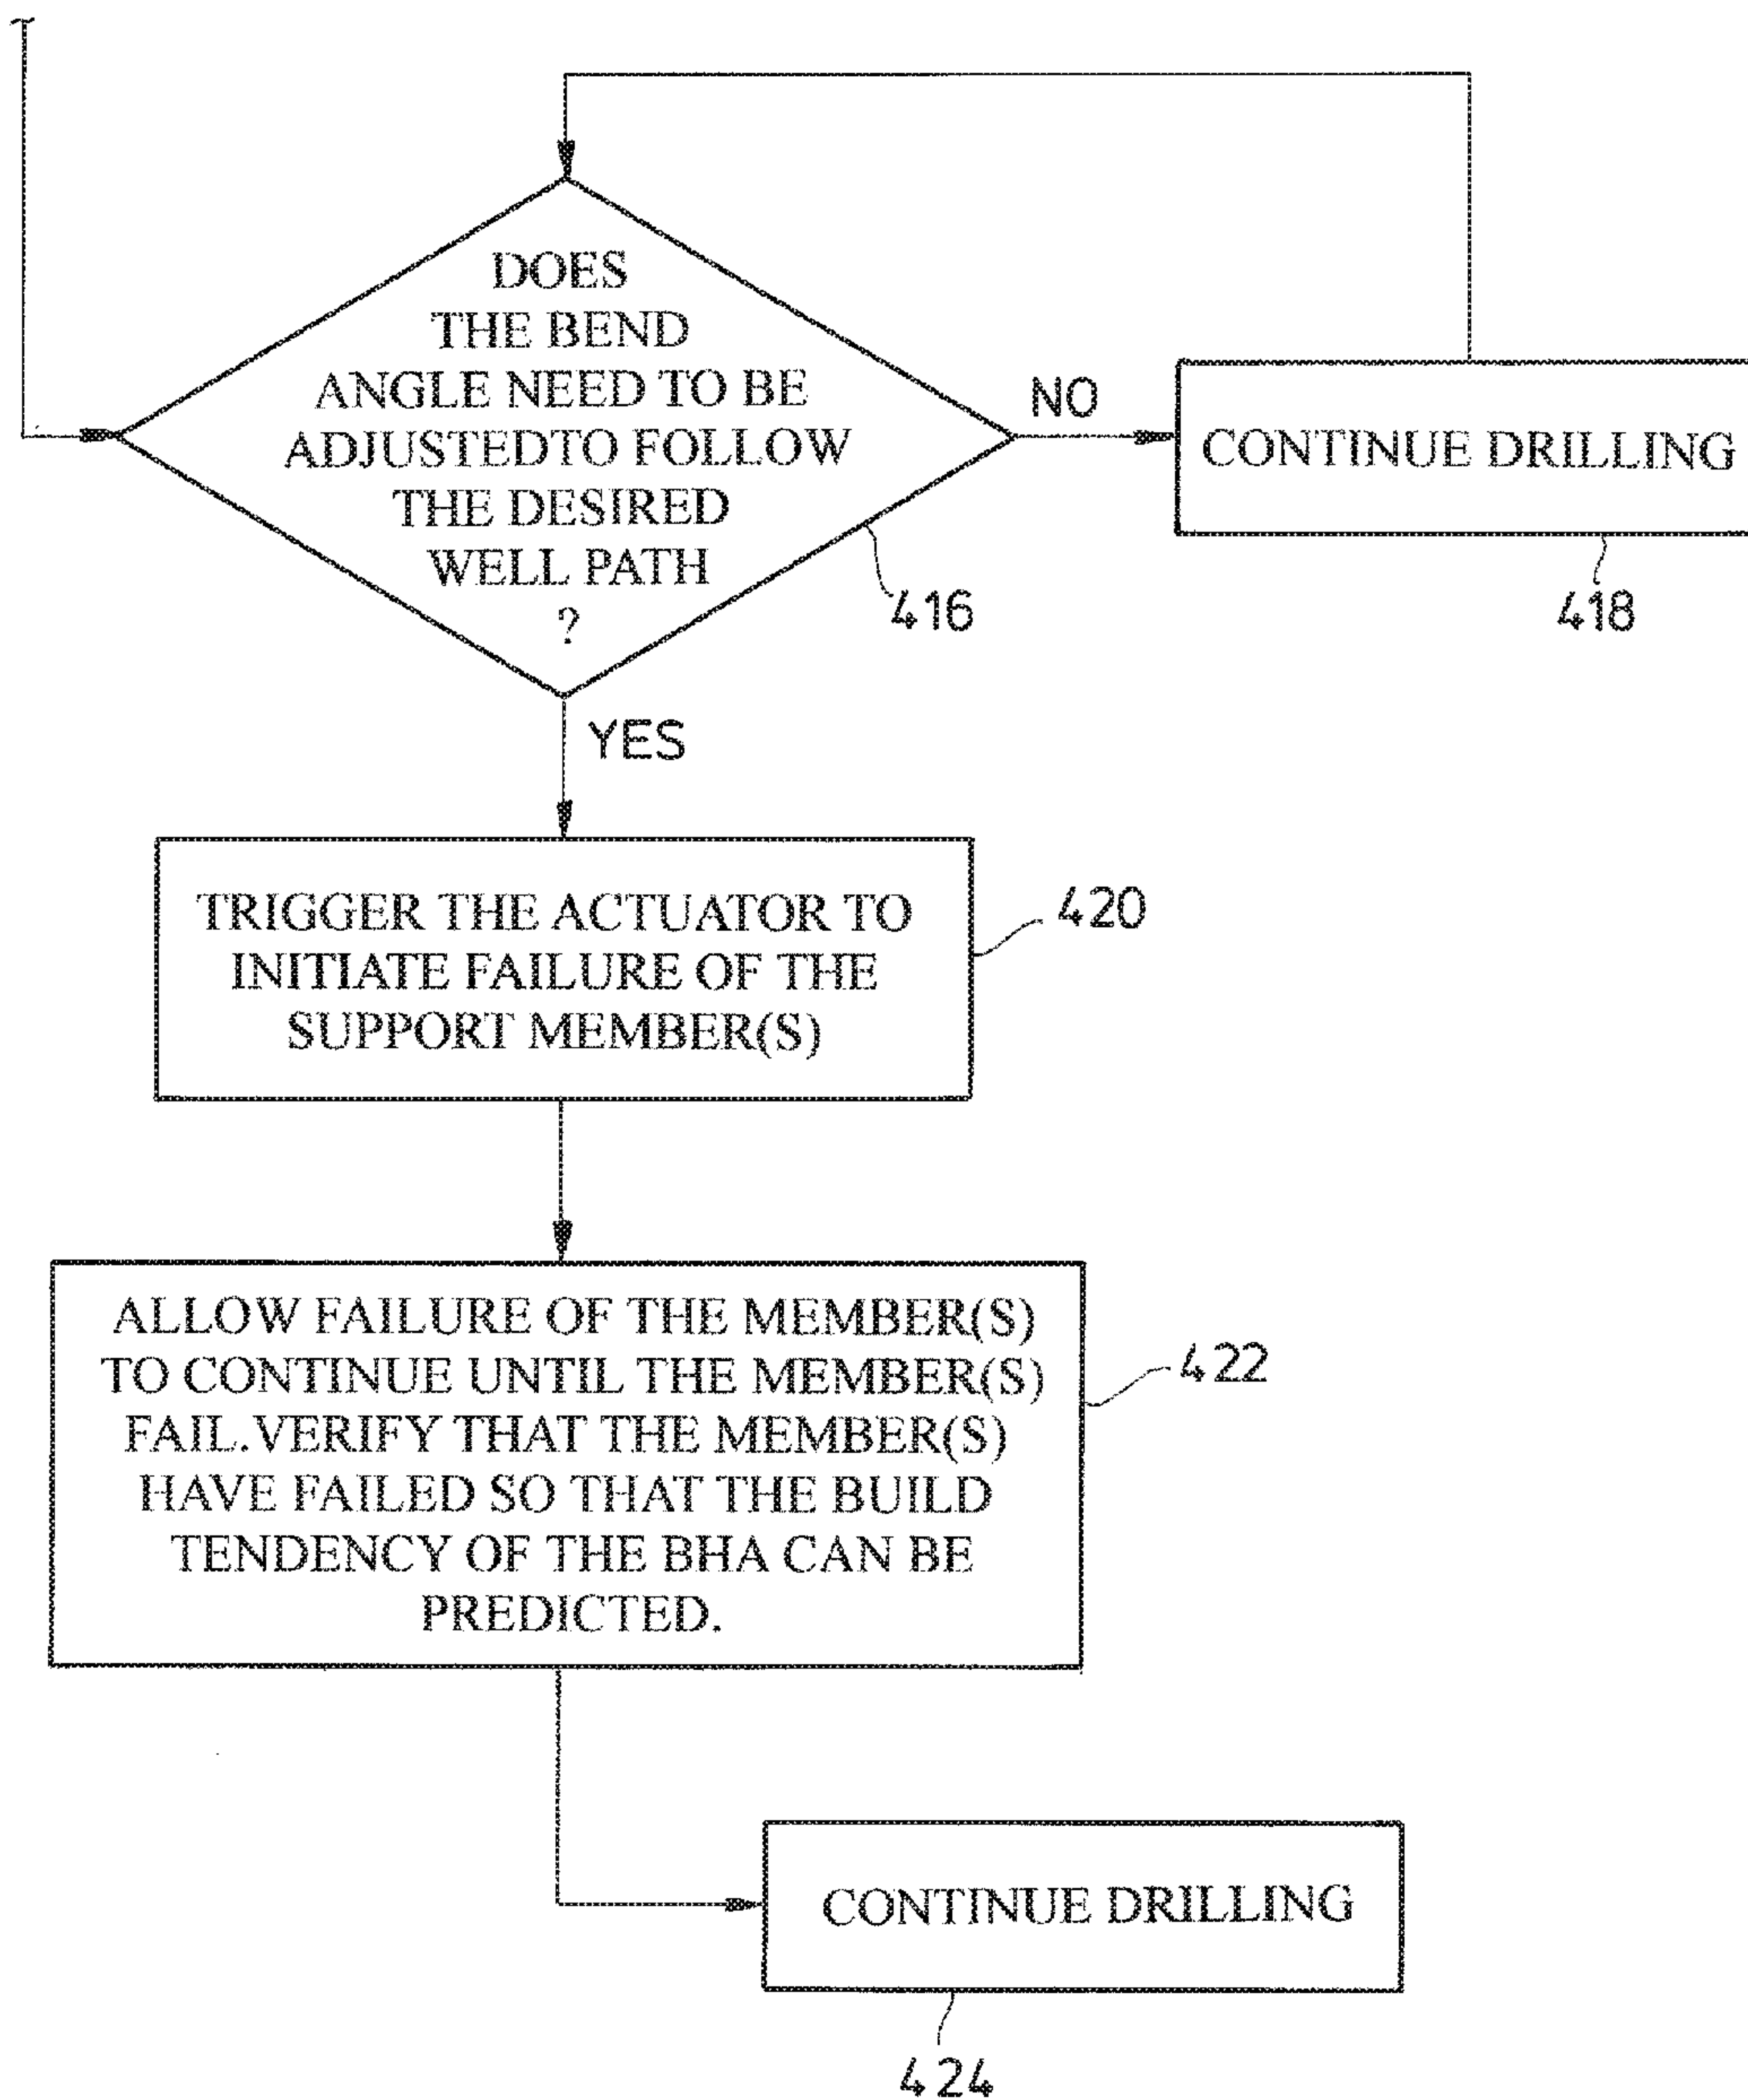 DOES
THE BEND
ANGLE NEED TO BE
ADJUSTEDTO FOLLOW
THE DESIRED
WELL PATH
?
NO
CONTINUE DRILLING
416
418
YES
TRIGGER THE ACTUATOR TO
INITIATE FAILURE OF THE
SUPPORT MEMBER(S)
420
ALLOW FAILURE OF THE MEMBER(S)
TO CONTINUE UNTIL THE MEMBER(S)
FAIL.VERIFY THAT THE MEMBER(S)
HAVE FAILED SO THAT THE BUILD
TENDENCY OF THE BHA CAN BE
PREDICTED.
422
CONTINUE DRILLING
424